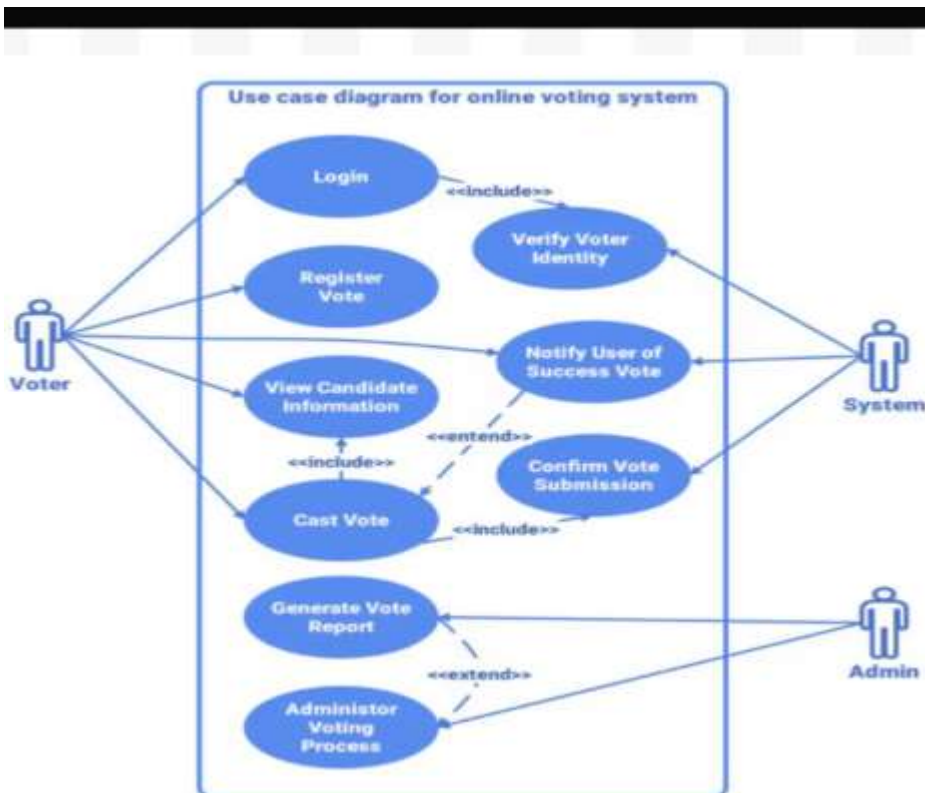 Use case diagram for online voting system
Login
<<include>>
Verify Voter
Identity
Register
Vote
Notify User of
Success Vote
Voter
View Candidate
Information
System
<<entend>>
<<include>>
Confirm Vote
Submission
Cast Vote
<<include>>
Generate Vote
Report
Admin
<<extend>>
Administor
Voting
Process